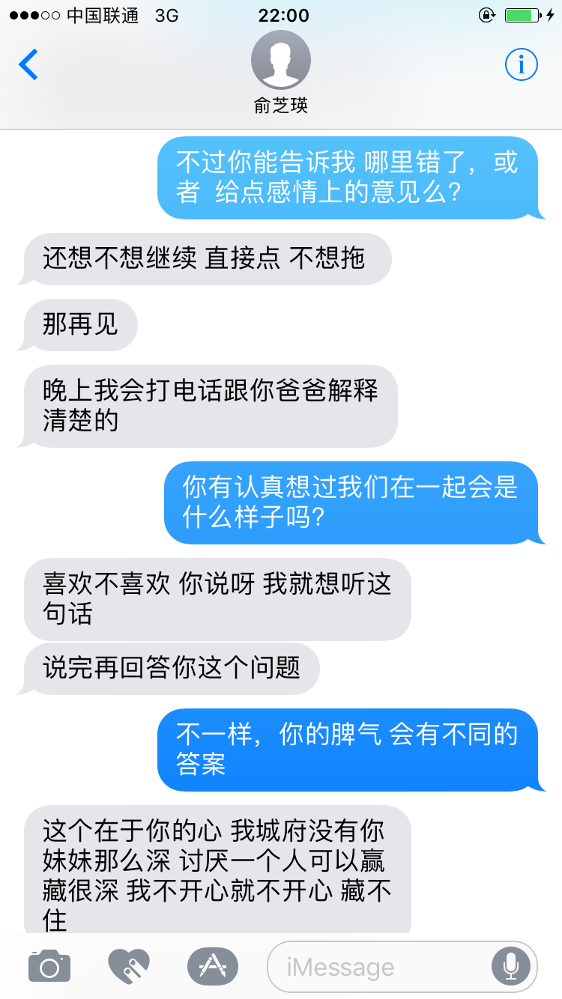 中国联通 3G 22:00
俞芝瑛
不过你能告诉我 哪里错了，或
者 给点感情上的意见么?
还想不想继续 直接点 不想拖
那再见
晚上我会打电话跟你爸爸解释
清楚的
你有认真想过我们在一起会是
什么样子吗?
喜欢不喜欢 你说呀 我就想听这
句话
说完再回答你这个问题
不一样，你的脾气 会有不同的
答案
这个在于你的心 我城府没有你
妹妹那么深 讨厌一个人可以赢
藏很深 我不开心就不开心 藏不
住
iMessage